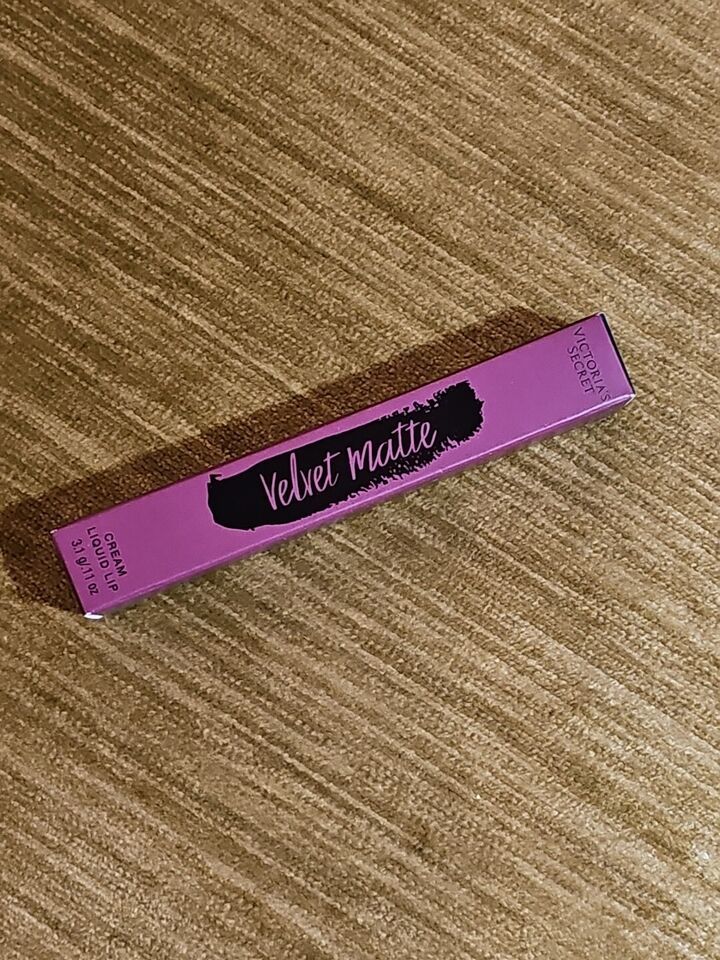 VICTORIA'S
SECRET
Velvet Matte
CREAM
LIQUID LIP
3.1 g/.11 oz